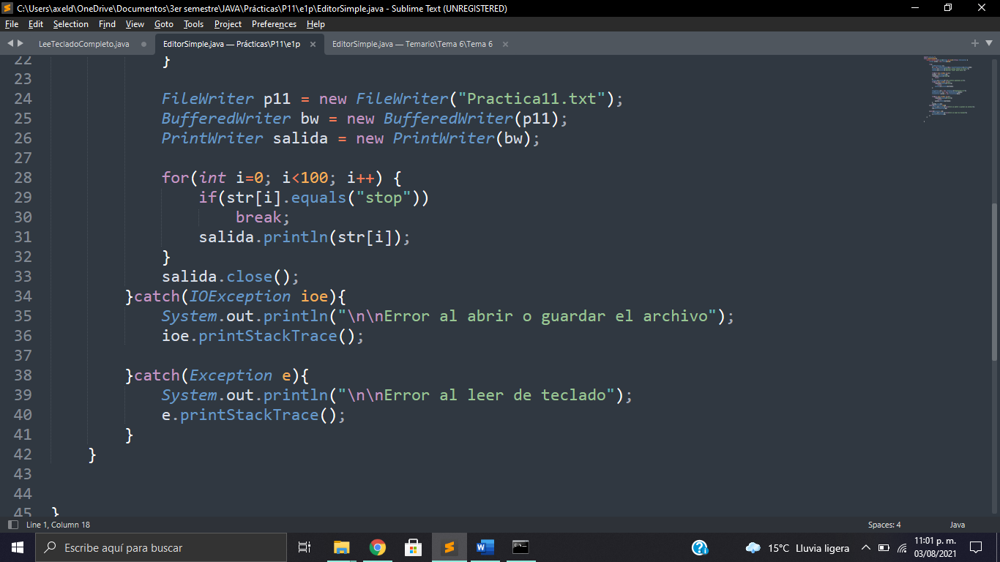 C:\Users\axeld\OneDrive\Documentos\3er semestre\JAVA\Prácticas\P11\e1p\EditorSimple.java - Sublime Text (UNREGISTERED)
File Edit Selection Find View Goto Tools Project Preferences Help
LeeTecladoCompleto.java EditorSimple.java — Prácticas\P11\e1p EditorSimple.java — Temario\Tema 6\Tema 6
22 }
23
24 FileWriter p11 = new FileWriter("Practica11.txt");
25 BufferedWriter bw = new BufferedWriter(p11);
26 PrintWriter salida = new PrintWriter(bw);
27
28 for(int i=0; i<100; i++) {
29 if(str[i].equals("stop"))
30 break;
31 salida.println(str[i]);
32 }
33 salida.close();
34 }catch(IOException ioe){
35 System.out.println("\n\nError al abrir o guardar el archivo");
36 ioe.printStackTrace();
37
38 }catch(Exception e){
39 System.out.println("\n\nError al leer de teclado");
40 e.printStackTrace();
41 }
42 }
43
44
45 }
Line 1, Column 18 Spaces: 4 Java
Escribe aquí para buscar 15°C Lluvia ligera 11:01 p. m.
03/08/2021